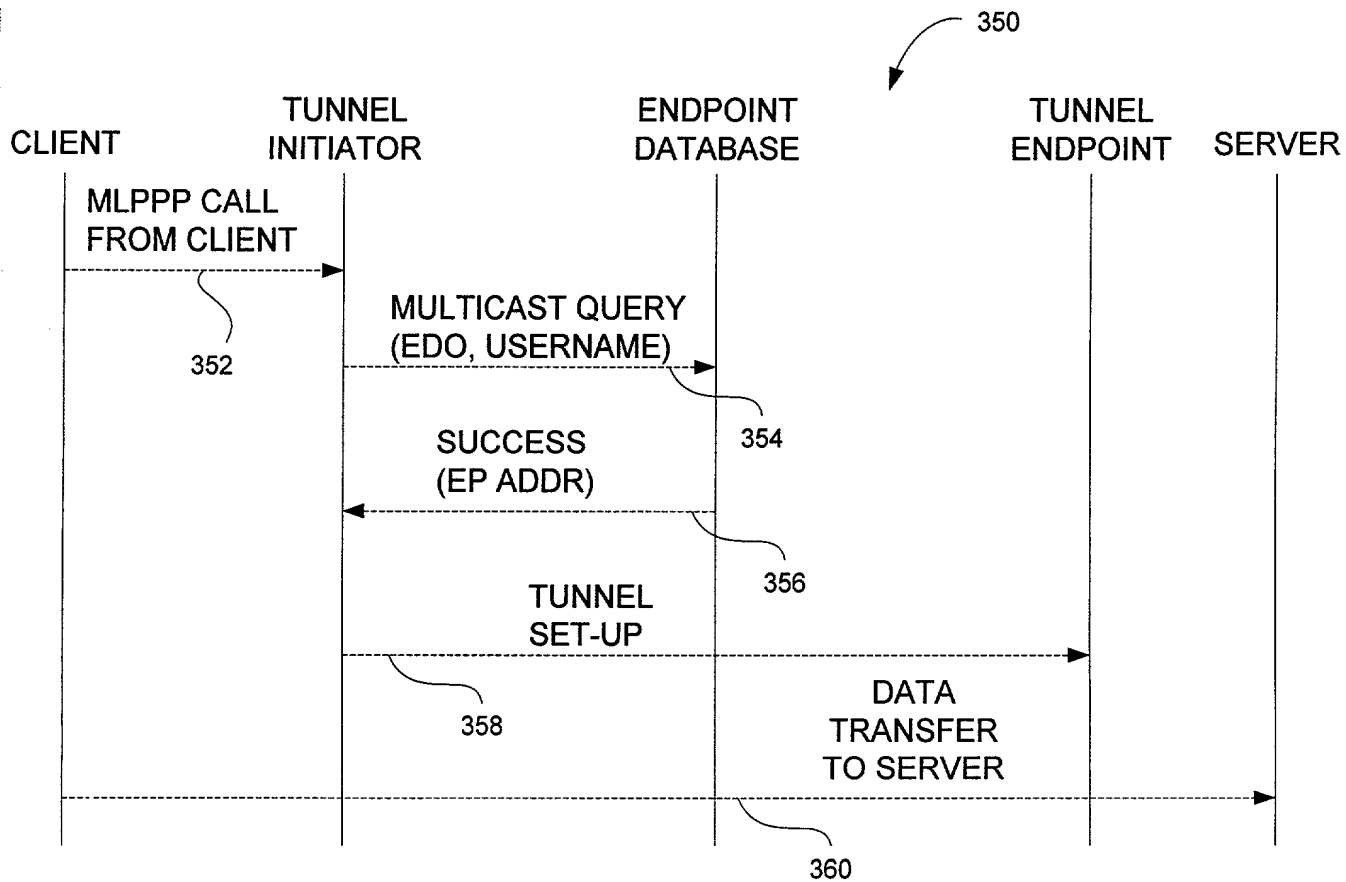 350
CLIENT
TUNNEL
INITIATOR
ENDPOINT
DATABASE
TUNNEL
ENDPOINT
SERVER
MLPPP CALL
FROM CLIENT
352
MULTICAST QUERY
(EDO, USERNAME)
354
SUCCESS
(EP ADDR)
356
TUNNEL
SET-UP
358
DATA
TRANSFER
TO SERVER
360